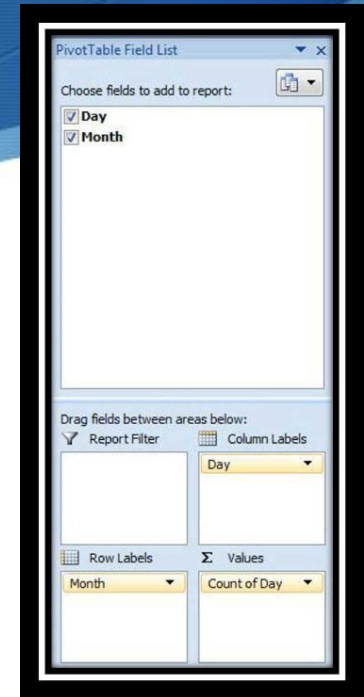 PivotTable Field List
Choose fields to add to report:
Day
Month
Drag fields between areas below:
Report Filter
Column Labels
Day
Row Labels
Σ Values
Month
Count of Day